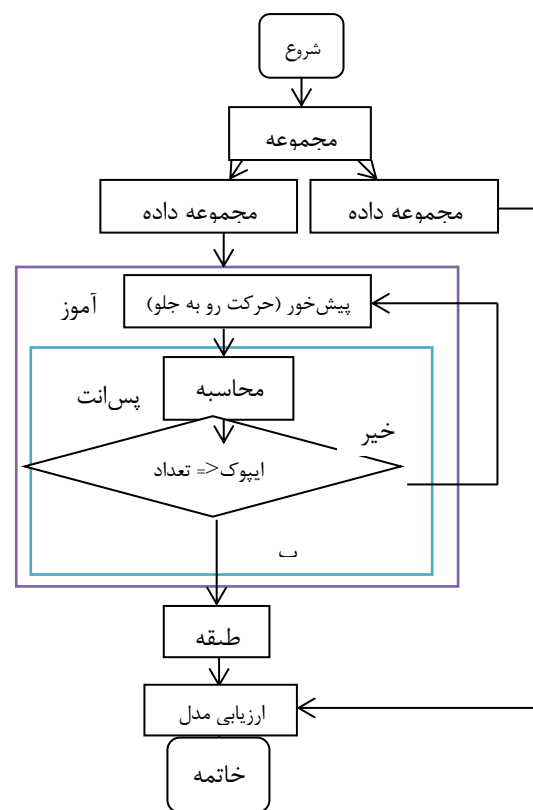 شروع
مجموعه
مجموعه داده
مجموعه داده
آموز
پیش‌خور (حرکت رو به جلو)
محاسبه
پس‌انت
خیر
ایپوک<= تعداد
طبقه
ارزیابی مدل
خاتمه